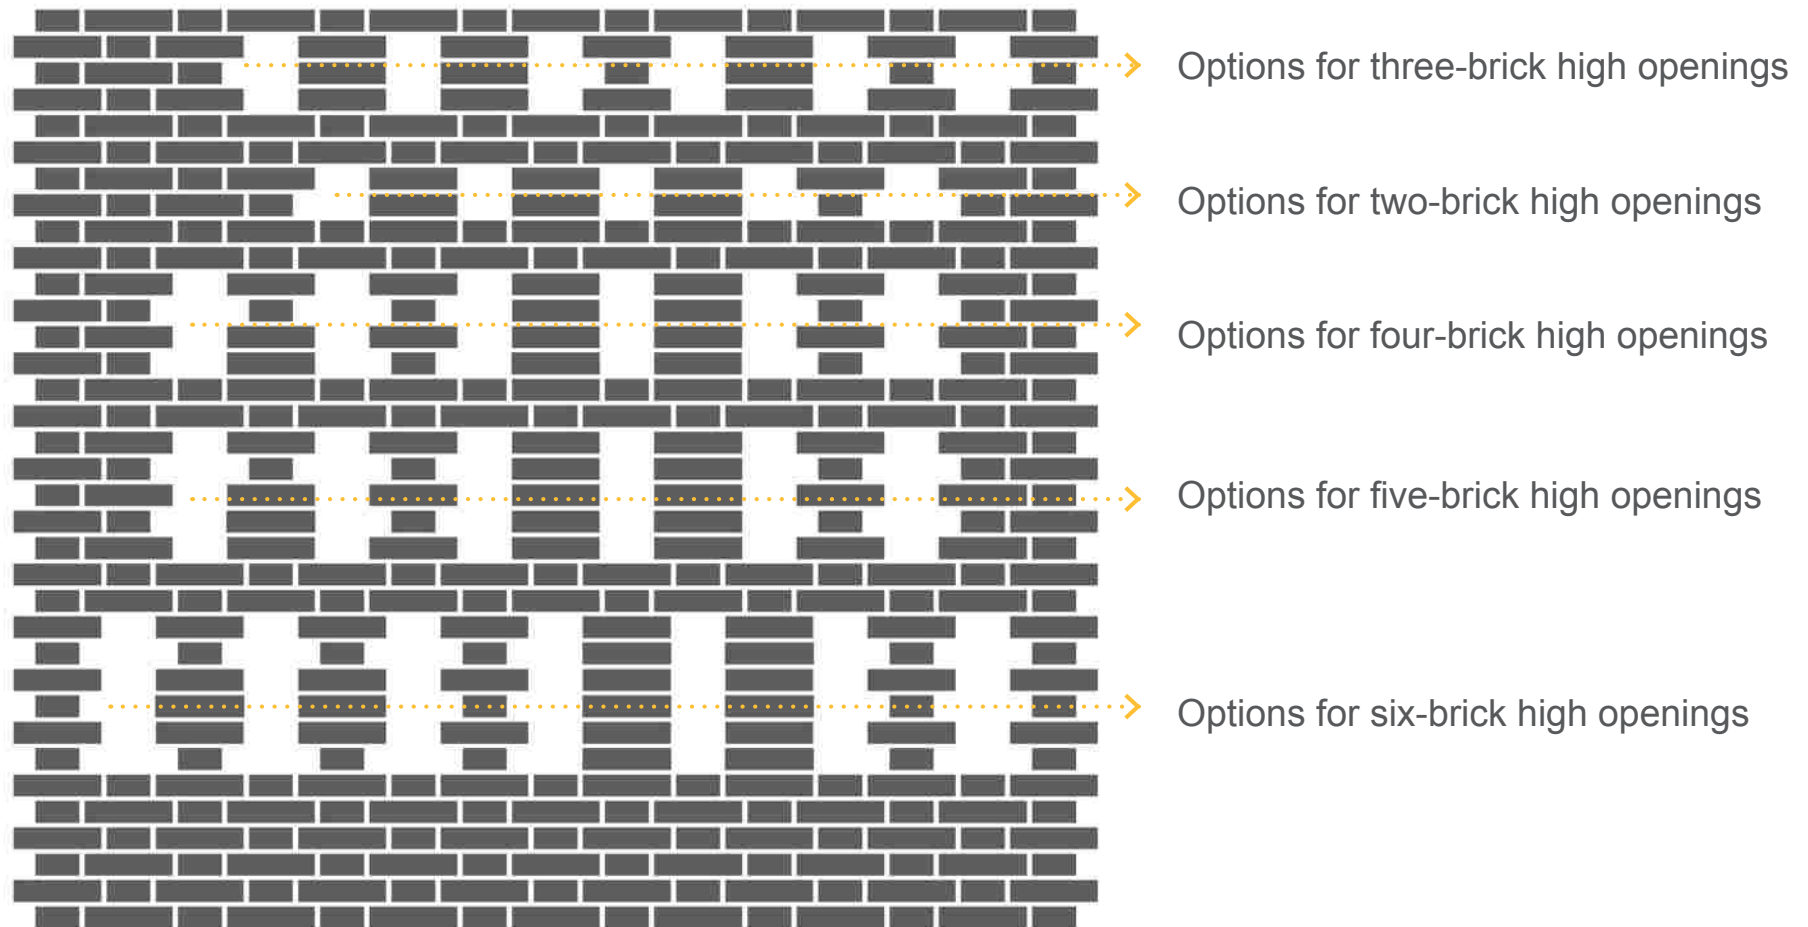 Options for three-brick high openings
Options for two-brick high openings
Options for four-brick high openings
Options for five-brick high openings
Options for six-brick high openings